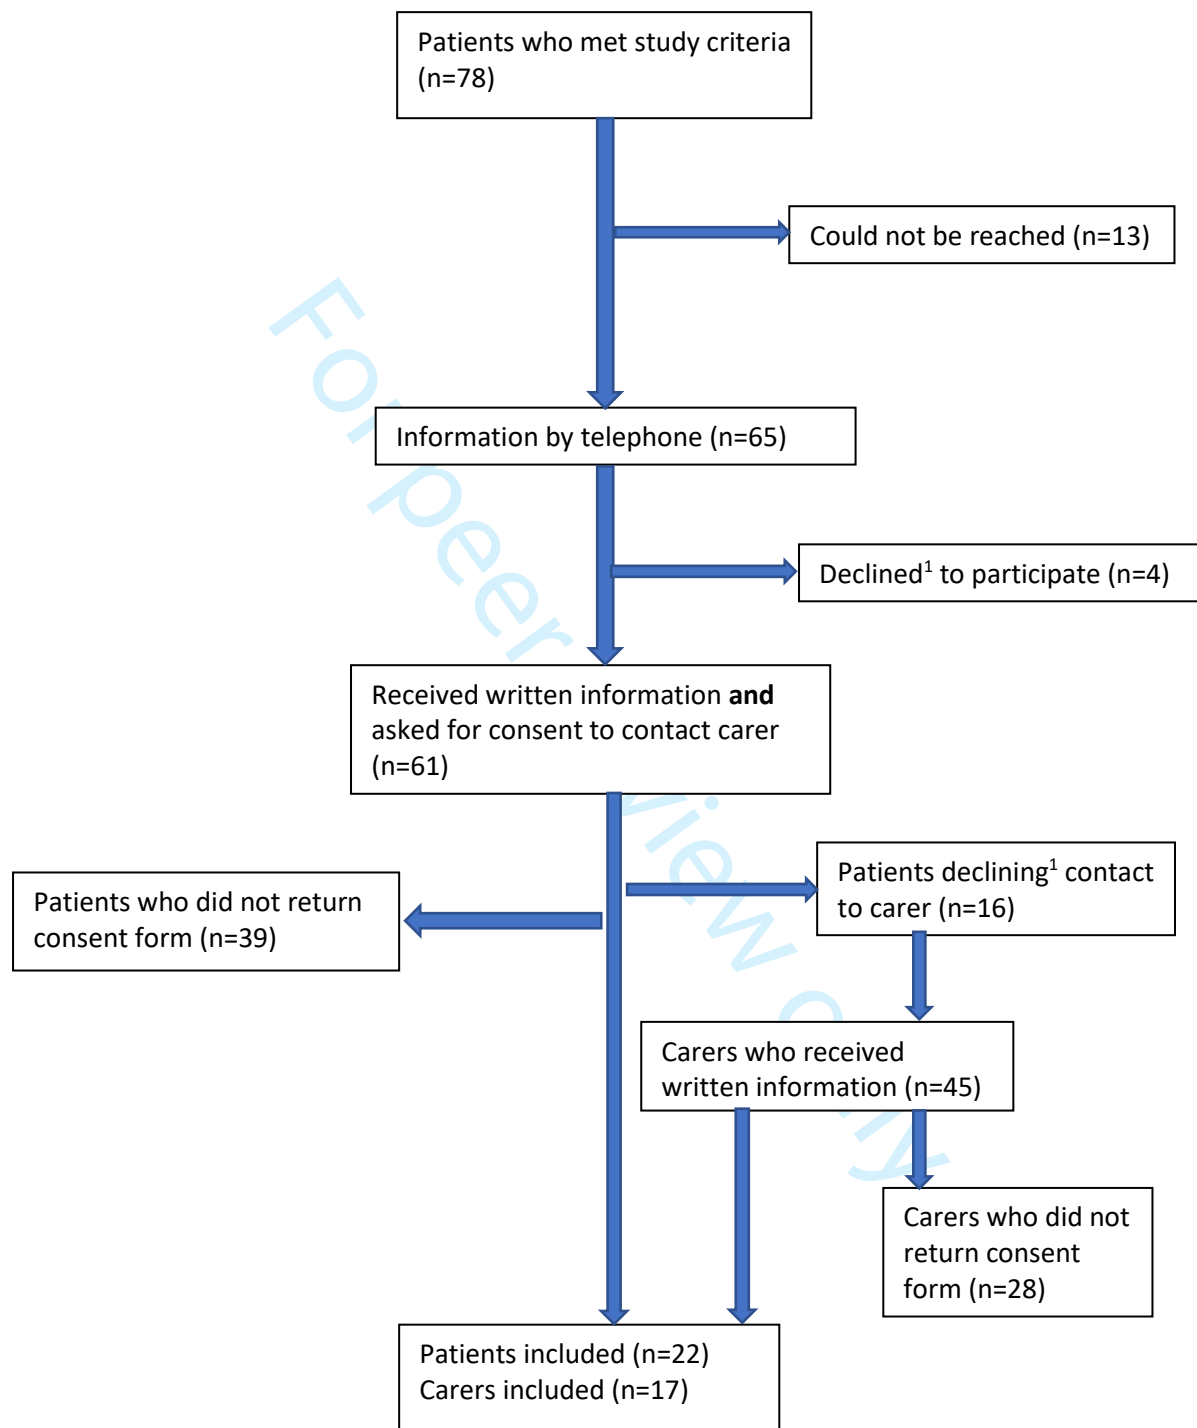 Patients who met study criteria
(n=78)
Could not be reached (n=13)
Information by telephone (n=65)
Declined¹ to participate (n=4)
Received written information and
asked for consent to contact carer
(n=61)
Patients declining¹ contact
to carer (n=16)
Patients who did not return
consent form (n=39)
Carers who received
written information (n=45)
Carers who did not
return consent
form (n=28)
Patients included (n=22)
Carers included (n=17)
For peer review only